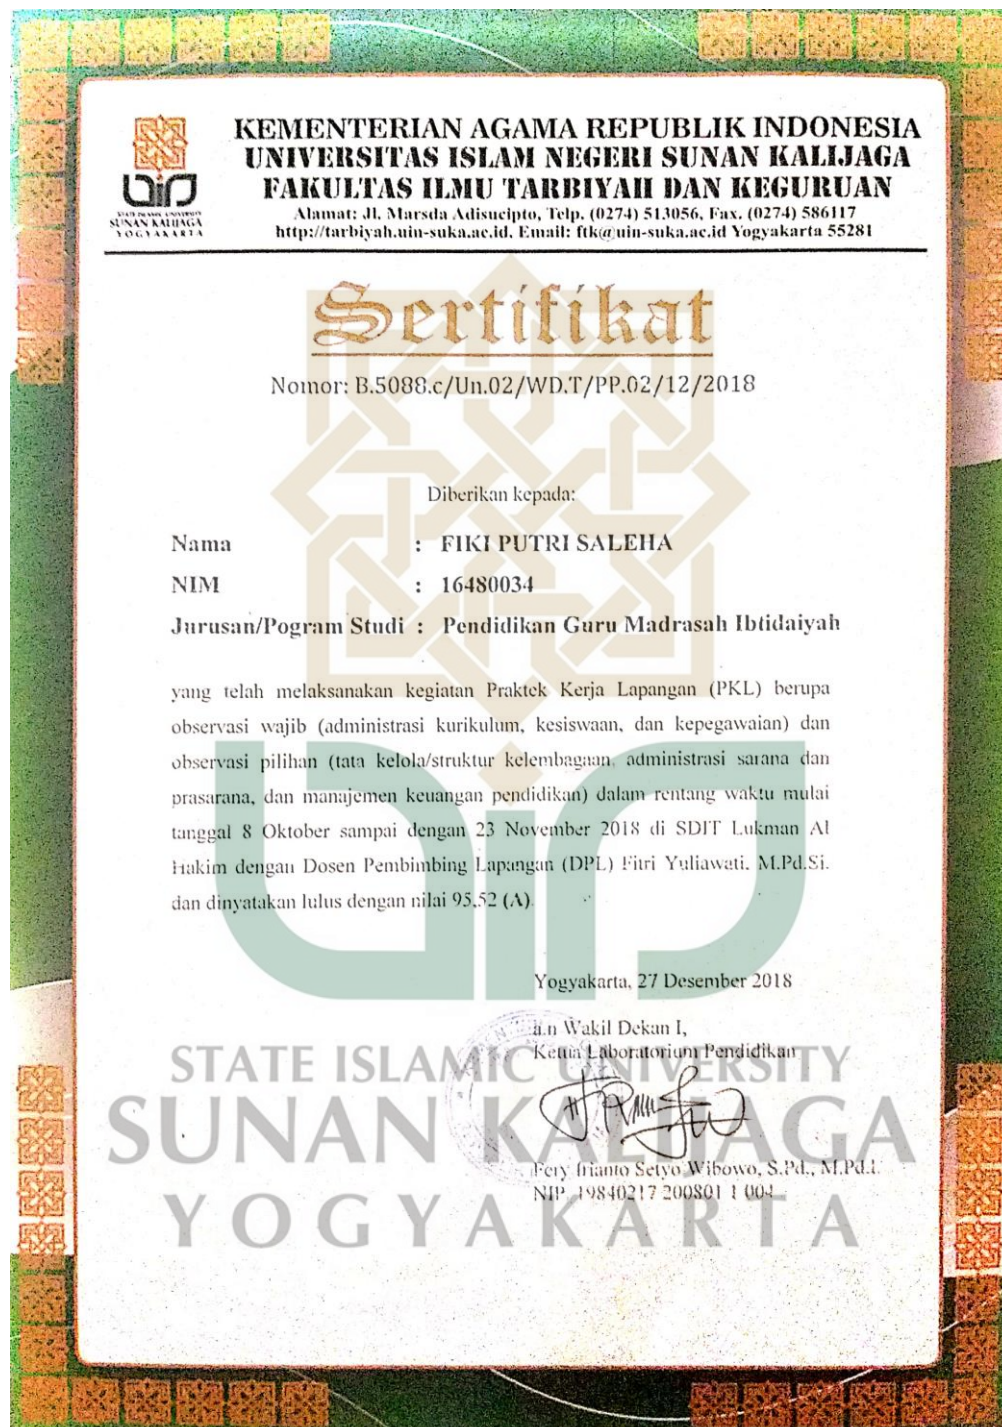 KEMENTERIAN AGAMA REPUBLIK INDONESIA
UNIVERSITAS ISLAM NEGERI SUNAN KALIJAGA
FAKULTAS ILMU TARBIYAH DAN KEGURUAN
Alamat: Jl. Marsda Adisucipto, Telp. (0274) 513056, Fax. (0274) 586117
http://tarbiyah.uin-suka.ac.id, Email: ftk@uin-suka.ac.id Yogyakarta 55281
STATE ISLAMIC UNIVERSITY
SUNAN KALIJAGA
YOGYAKARTA
Sertifikat
Nomor: B.5088.c/Un.02/WD.T/PP.02/12/2018
Diberikan kepada:
Nama : FIKI PUTRI SALEHA
NIM : 16480034
Jurusan/Pogram Studi : Pendidikan Guru Madrasah Ibtidaiyah
yang telah melaksanakan kegiatan Praktek Kerja Lapangan (PKL) berupa
observasi wajib (administrasi kurikulum, kesiswaan, dan kepegawaian) dan
observasi pilihan (tata kelola/struktur kelembagaan, administrasi sarana dan
prasarana, dan manajemen keuangan pendidikan) dalam rentang waktu mulai
tanggal 8 Oktober sampai dengan 23 November 2018 di SDIT Lukman Al
Hakim dengan Dosen Pembimbing Lapangan (DPL) Fitri Yuliawati, M.Pd.Si.
dan dinyatakan lulus dengan nilai 95,52 (A).
Yogyakarta, 27 Desember 2018
a.n Wakil Dekan I,
Ketua Laboratorium Pendidikan
Fery Irianto Setyo Wibowo, S.Pd., M.Pd.I.
NIP. 19840217 200801 1 004
STATE ISLAMIC UNIVERSITY
SUNAN KALIJAGA
YOGYAKARTA